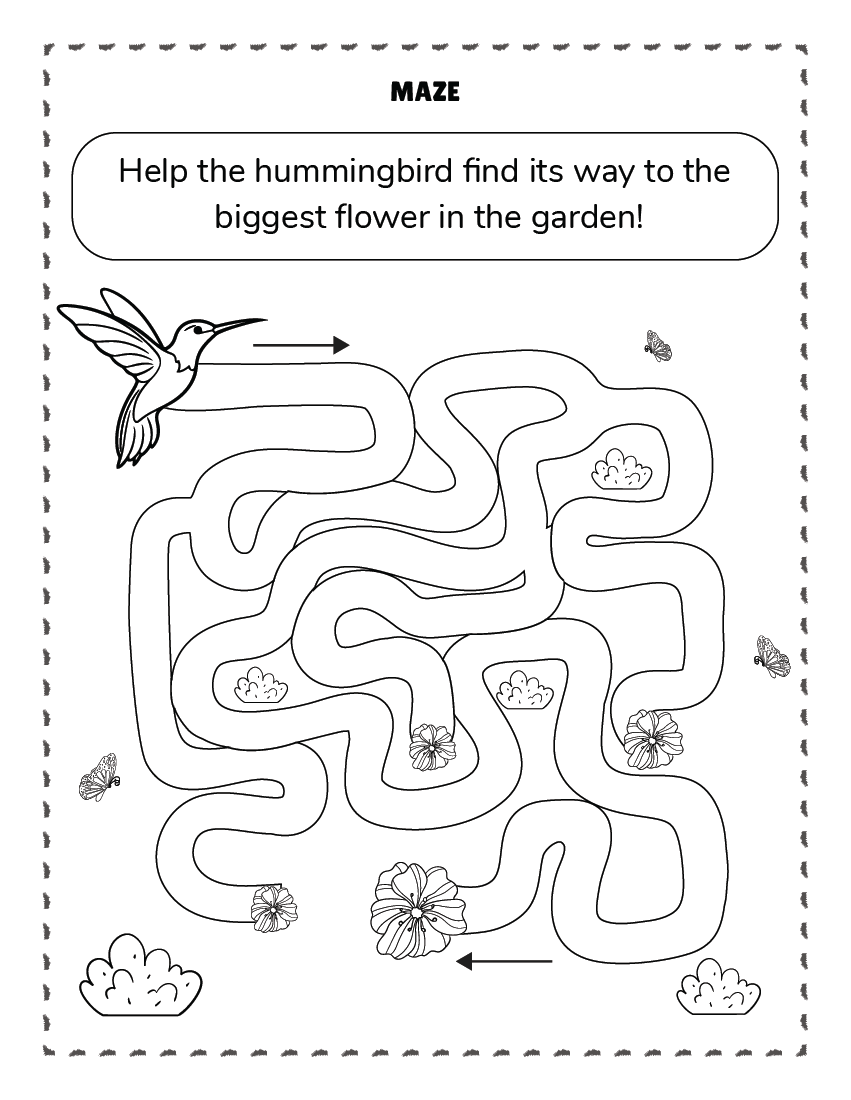 MAZE
Help the hummingbird find its way to the
biggest flower in the garden!